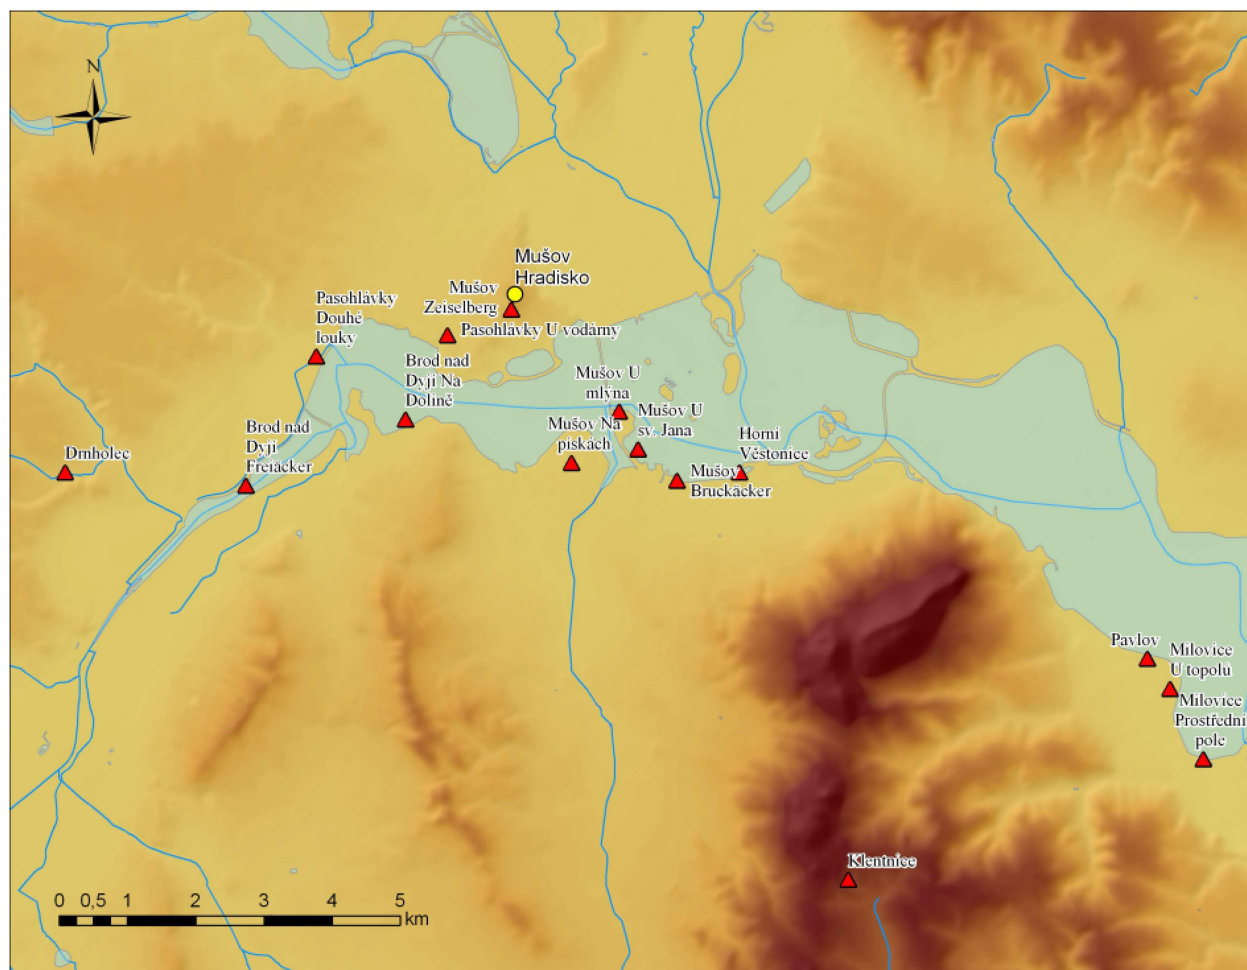 N
Mušov
Hradisko
Mušov
Zeiselberg
Pasohlávky
Douhé
louky
Pasohlávky U vodárny
Brod nad
Dyjí Na
Dolině
Mušov U
mlýna
Mušov U
sv. Jana
Mušov Na
pískách
Horní
Věstonice
Brod nad
Dyjí
Freiäcker
Drnholec
Mušov
Bruckäcker
Pavlov
Milovice
U topolů
Milovice
Prostřední
pole
Klentnice
0 0,5 1 2 3 4 5
km